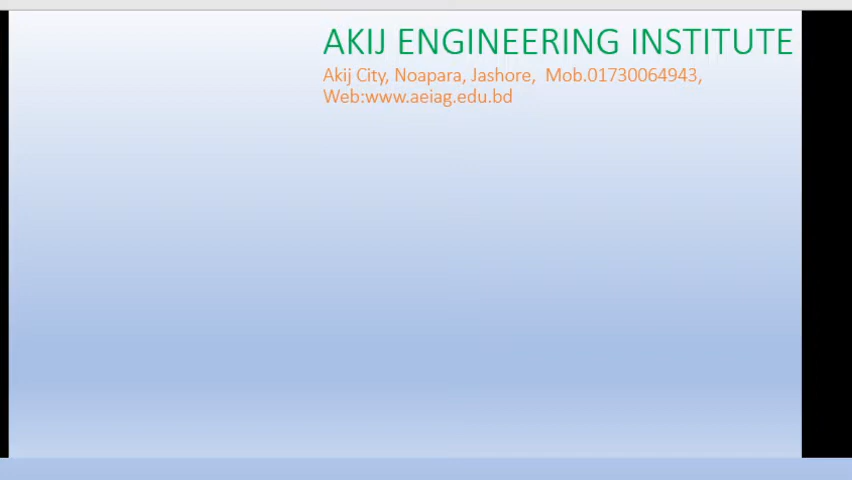 AKIJ ENGINEERING INSTITUTE
Akij City, Noapara, Jashore,  Mob.01730064943,
Web:www.aeiag.edu.bd